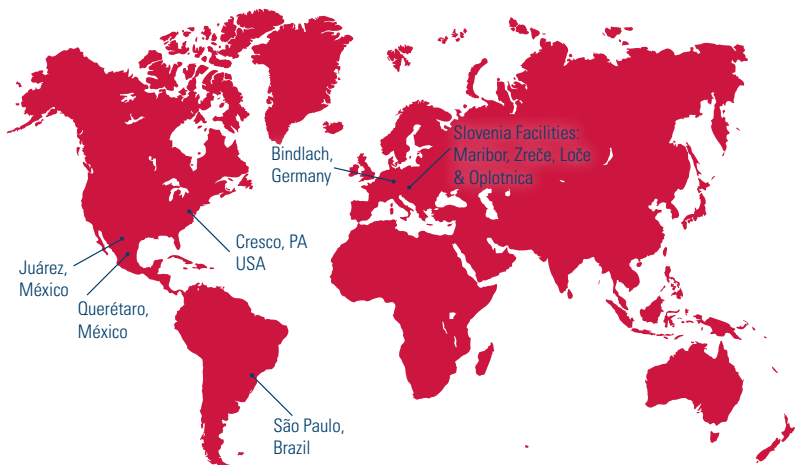 Slovenia Facilities:
Maribor, Zreče, Loče
& Oplotnica
Bindlach,
Germany
Cresco, PA
USA
Juárez,
México
Querétaro,
México
São Paulo,
Brazil